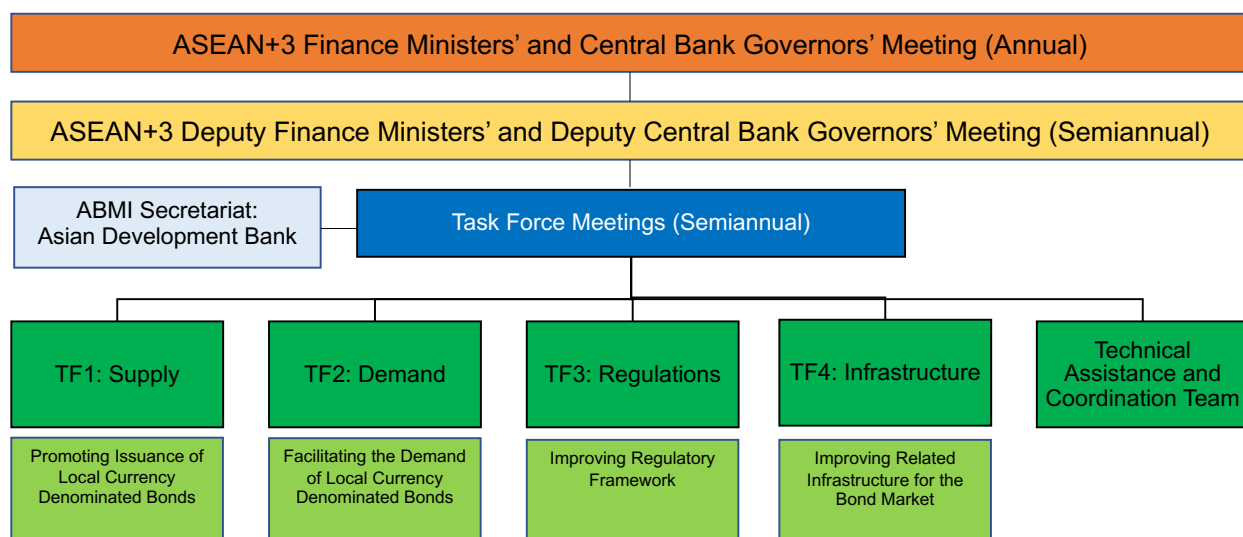 ASEAN+3 Finance Ministers’ and Central Bank Governors’ Meeting (Annual)
ASEAN+3 Deputy Finance Ministers’ and Deputy Central Bank Governors’ Meeting (Semiannual)
ABMI Secretariat:
Asian Development Bank
Task Force Meetings (Semiannual)
TF1: Supply
TF2: Demand
TF3: Regulations
TF4: Infrastructure
Technical
Assistance and
Coordination Team
Promoting Issuance of
Local Currency
Denominated Bonds
Facilitating the Demand
of Local Currency
Denominated Bonds
Improving Regulatory
Framework
Improving Related
Infrastructure for the
Bond Market